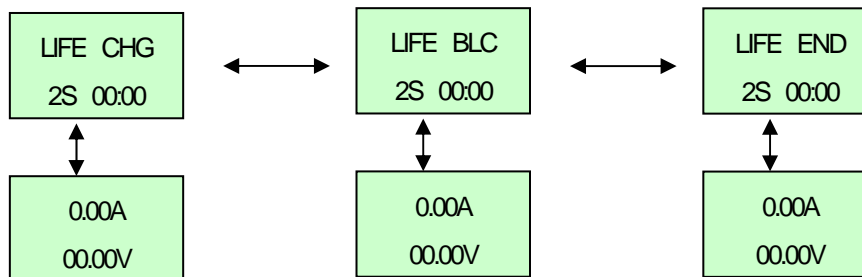 LIFE CHG
2S 00:00
LIFE BLC
2S 00:00
LIFE END
2S 00:00
0.00A
00.00V
0.00A
00.00V
0.00A
00.00V